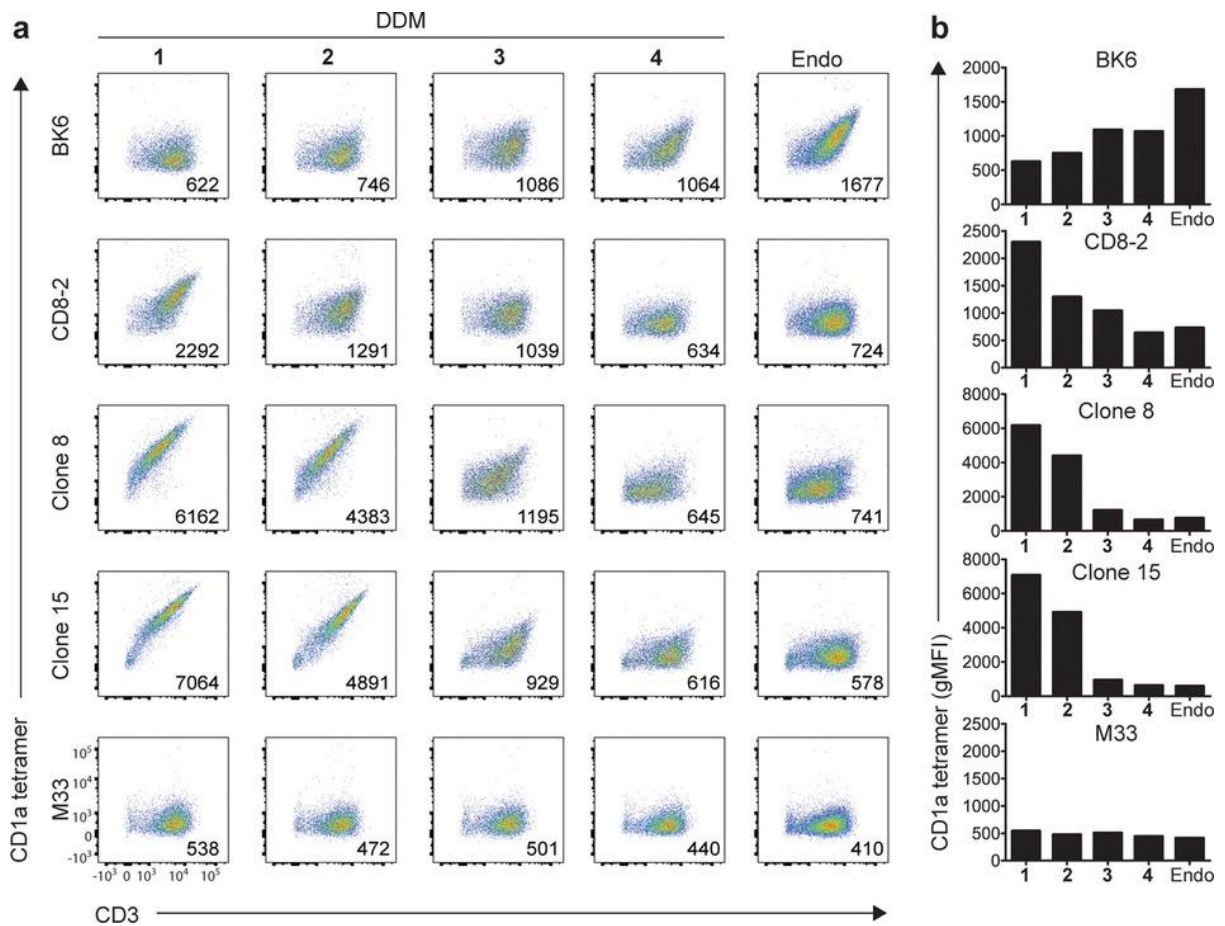 a
DDM
1 2 3 4 Endo
BK6
622 746 1086 1064 1677
CD8-2
2292 1291 1039 634 724
Clone 8
6162 4383 1195 645 741
Clone 15
7064 4891 929 616 578
M33
10⁵
10⁴
10³
0
-10³
538 472 501 440 410
-10³ 0 10³ 10⁴ 10⁵
CD1a tetramer
CD3
b
CD1a tetramer (gMFI)
BK6
2000
1500
1000
500
0
1 2 3 4 Endo
CD8-2
2500
2000
1500
1000
500
0
1 2 3 4 Endo
Clone 8
8000
6000
4000
2000
0
1 2 3 4 Endo
Clone 15
8000
6000
4000
2000
0
1 2 3 4 Endo
M33
2500
2000
1500
1000
500
0
1 2 3 4 Endo